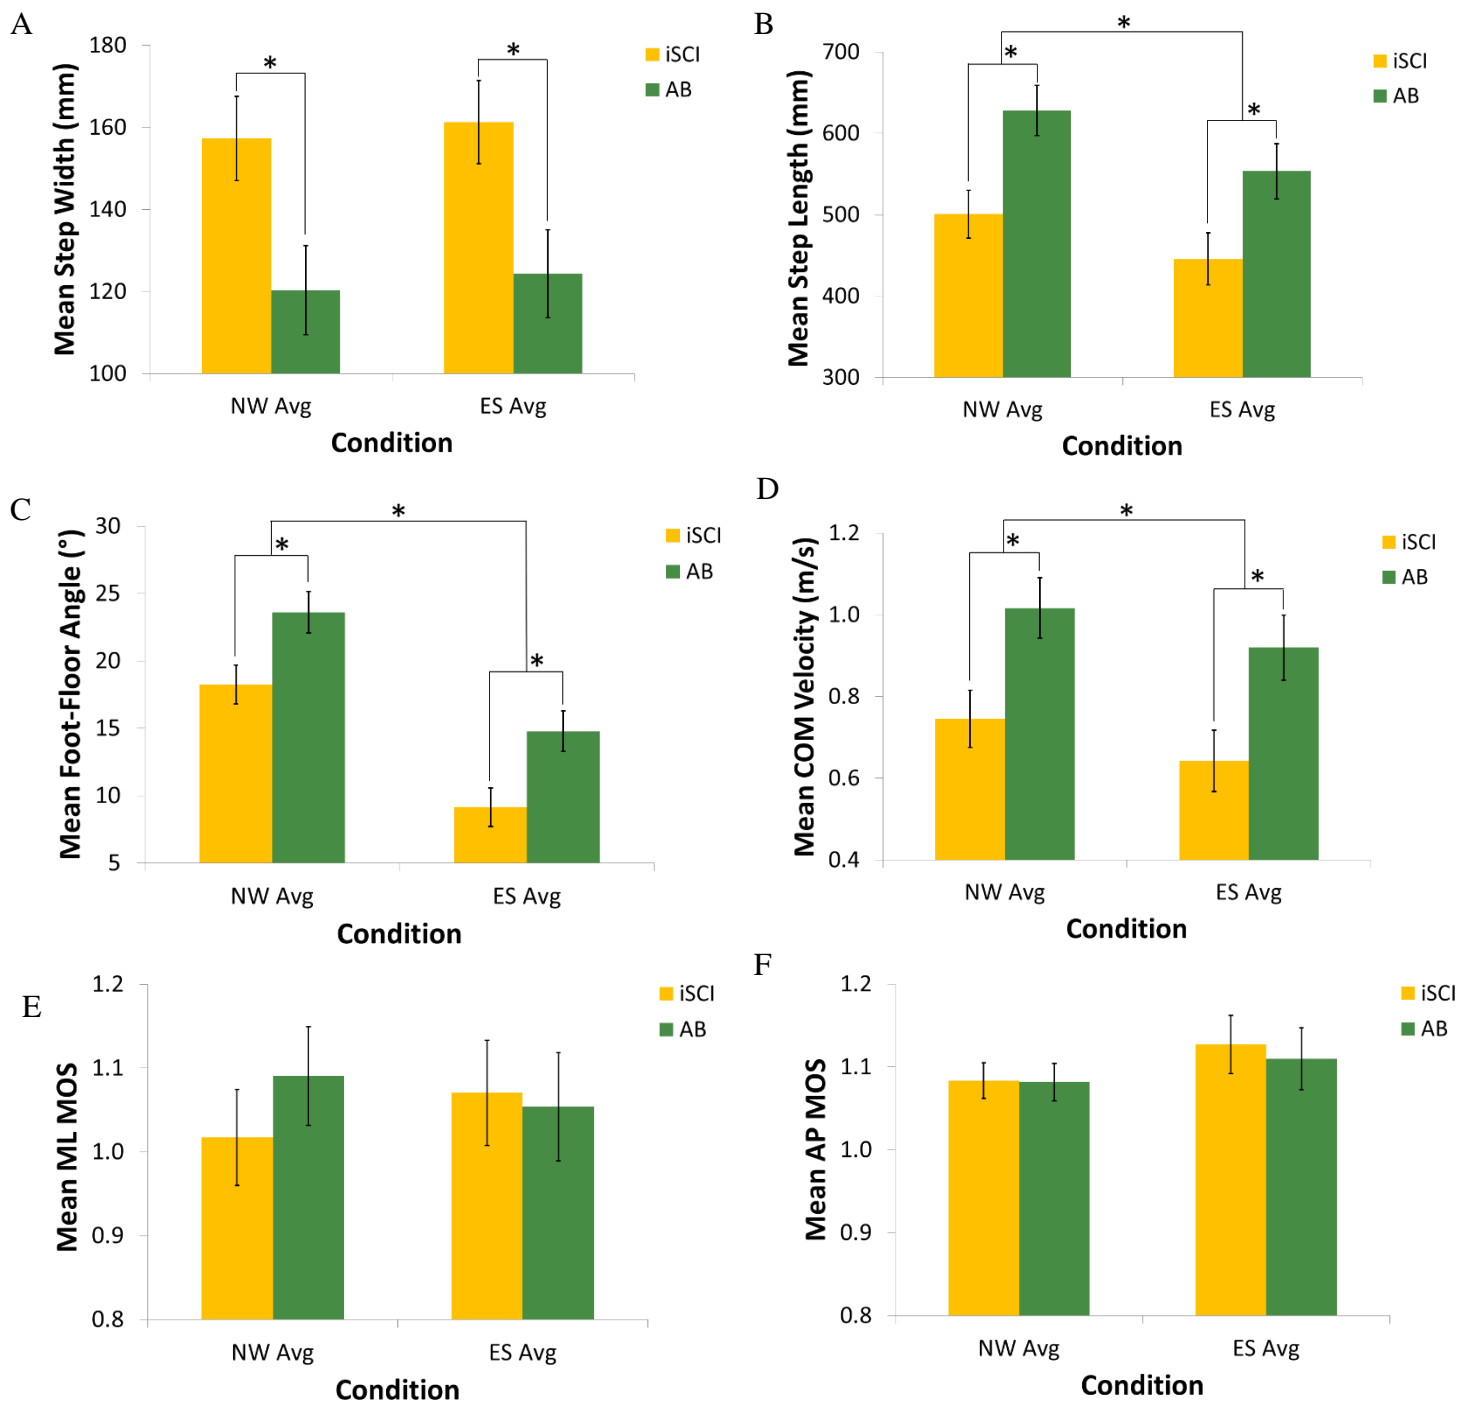 A
Mean Step Width (mm)
180
160
140
120
100
*
*
iSCI
AB
NW Avg
ES Avg
Condition
B
Mean Step Length (mm)
700
600
500
400
300
*
*
*
iSCI
AB
NW Avg
ES Avg
Condition
C
Mean Foot-Floor Angle (°)
30
25
20
15
10
5
*
*
*
iSCI
AB
NW Avg
ES Avg
Condition
D
Mean COM Velocity (m/s)
1.2
1.0
0.8
0.6
0.4
*
*
*
iSCI
AB
NW Avg
ES Avg
Condition
E
Mean ML MOS
1.2
1.1
1.0
0.9
0.8
iSCI
AB
NW Avg
ES Avg
Condition
F
Mean AP MOS
1.2
1.1
1.0
0.9
0.8
iSCI
AB
NW Avg
ES Avg
Condition